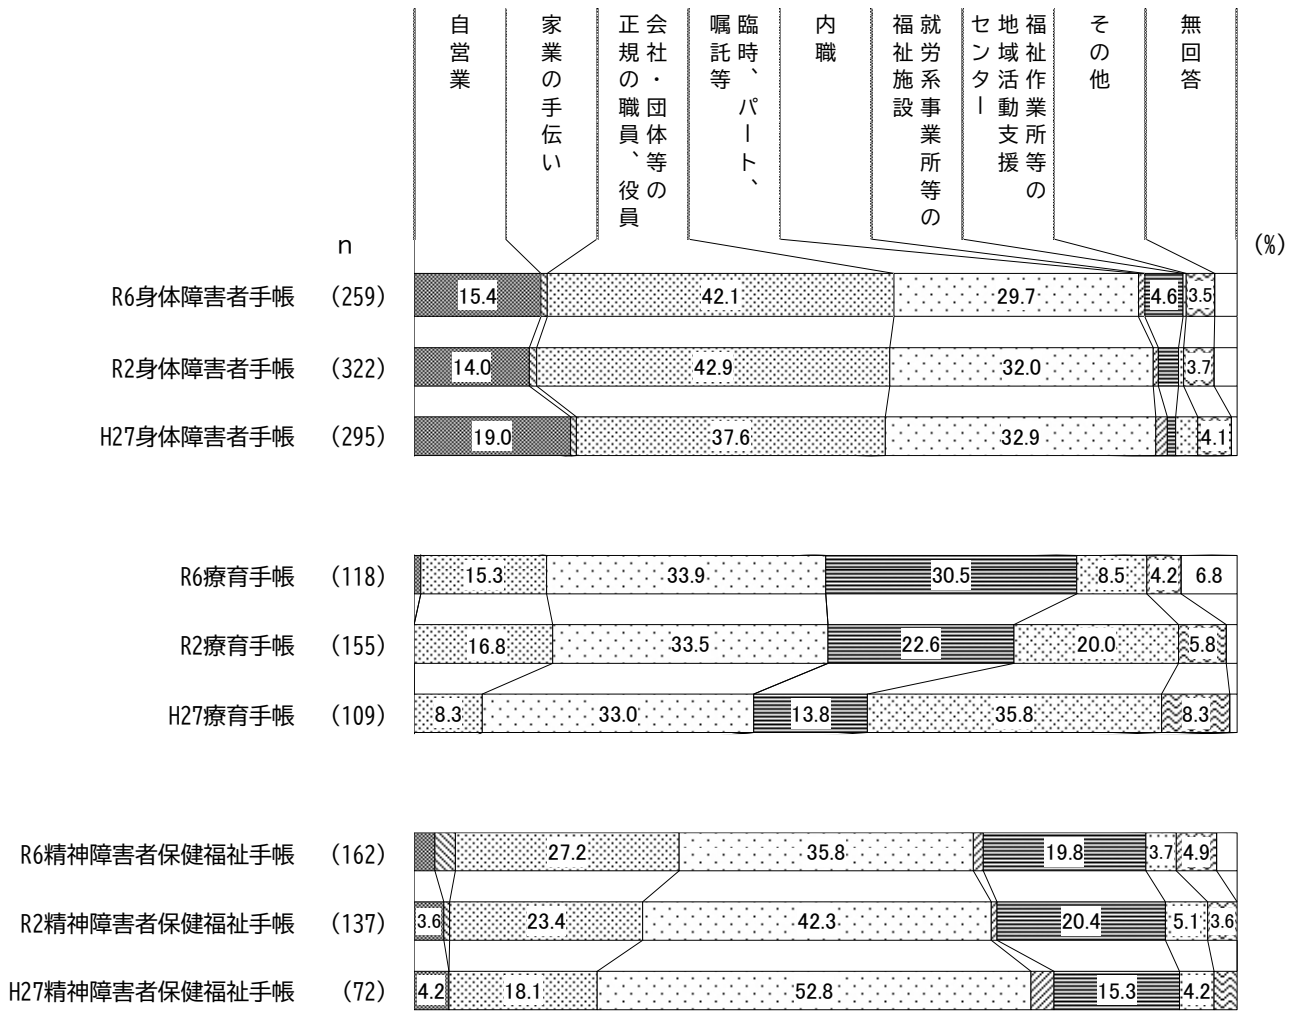 自営業
家業の手伝い
会社・団体等の
正規の職員、役員
臨時、パート、
嘱託等
内職
就労系事業所等の
福祉施設
福祉作業所等の
地域活動支援
センター
その他
無回答
n
(%)
R6身体障害者手帳 (259) 15.4 42.1 29.7 4.6 3.5
R2身体障害者手帳 (322) 14.0 42.9 32.0 3.7
H27身体障害者手帳 (295) 19.0 37.6 32.9 4.1
R6療育手帳 (118) 15.3 33.9 30.5 8.5 4.2 6.8
R2療育手帳 (155) 16.8 33.5 22.6 20.0 5.8
H27療育手帳 (109) 8.3 33.0 13.8 35.8 8.3
R6精神障害者保健福祉手帳 (162) 27.2 35.8 19.8 3.7 4.9
R2精神障害者保健福祉手帳 (137) 3.6 23.4 42.3 20.4 5.1 3.6
H27精神障害者保健福祉手帳 (72) 4.2 18.1 52.8 15.3 4.2